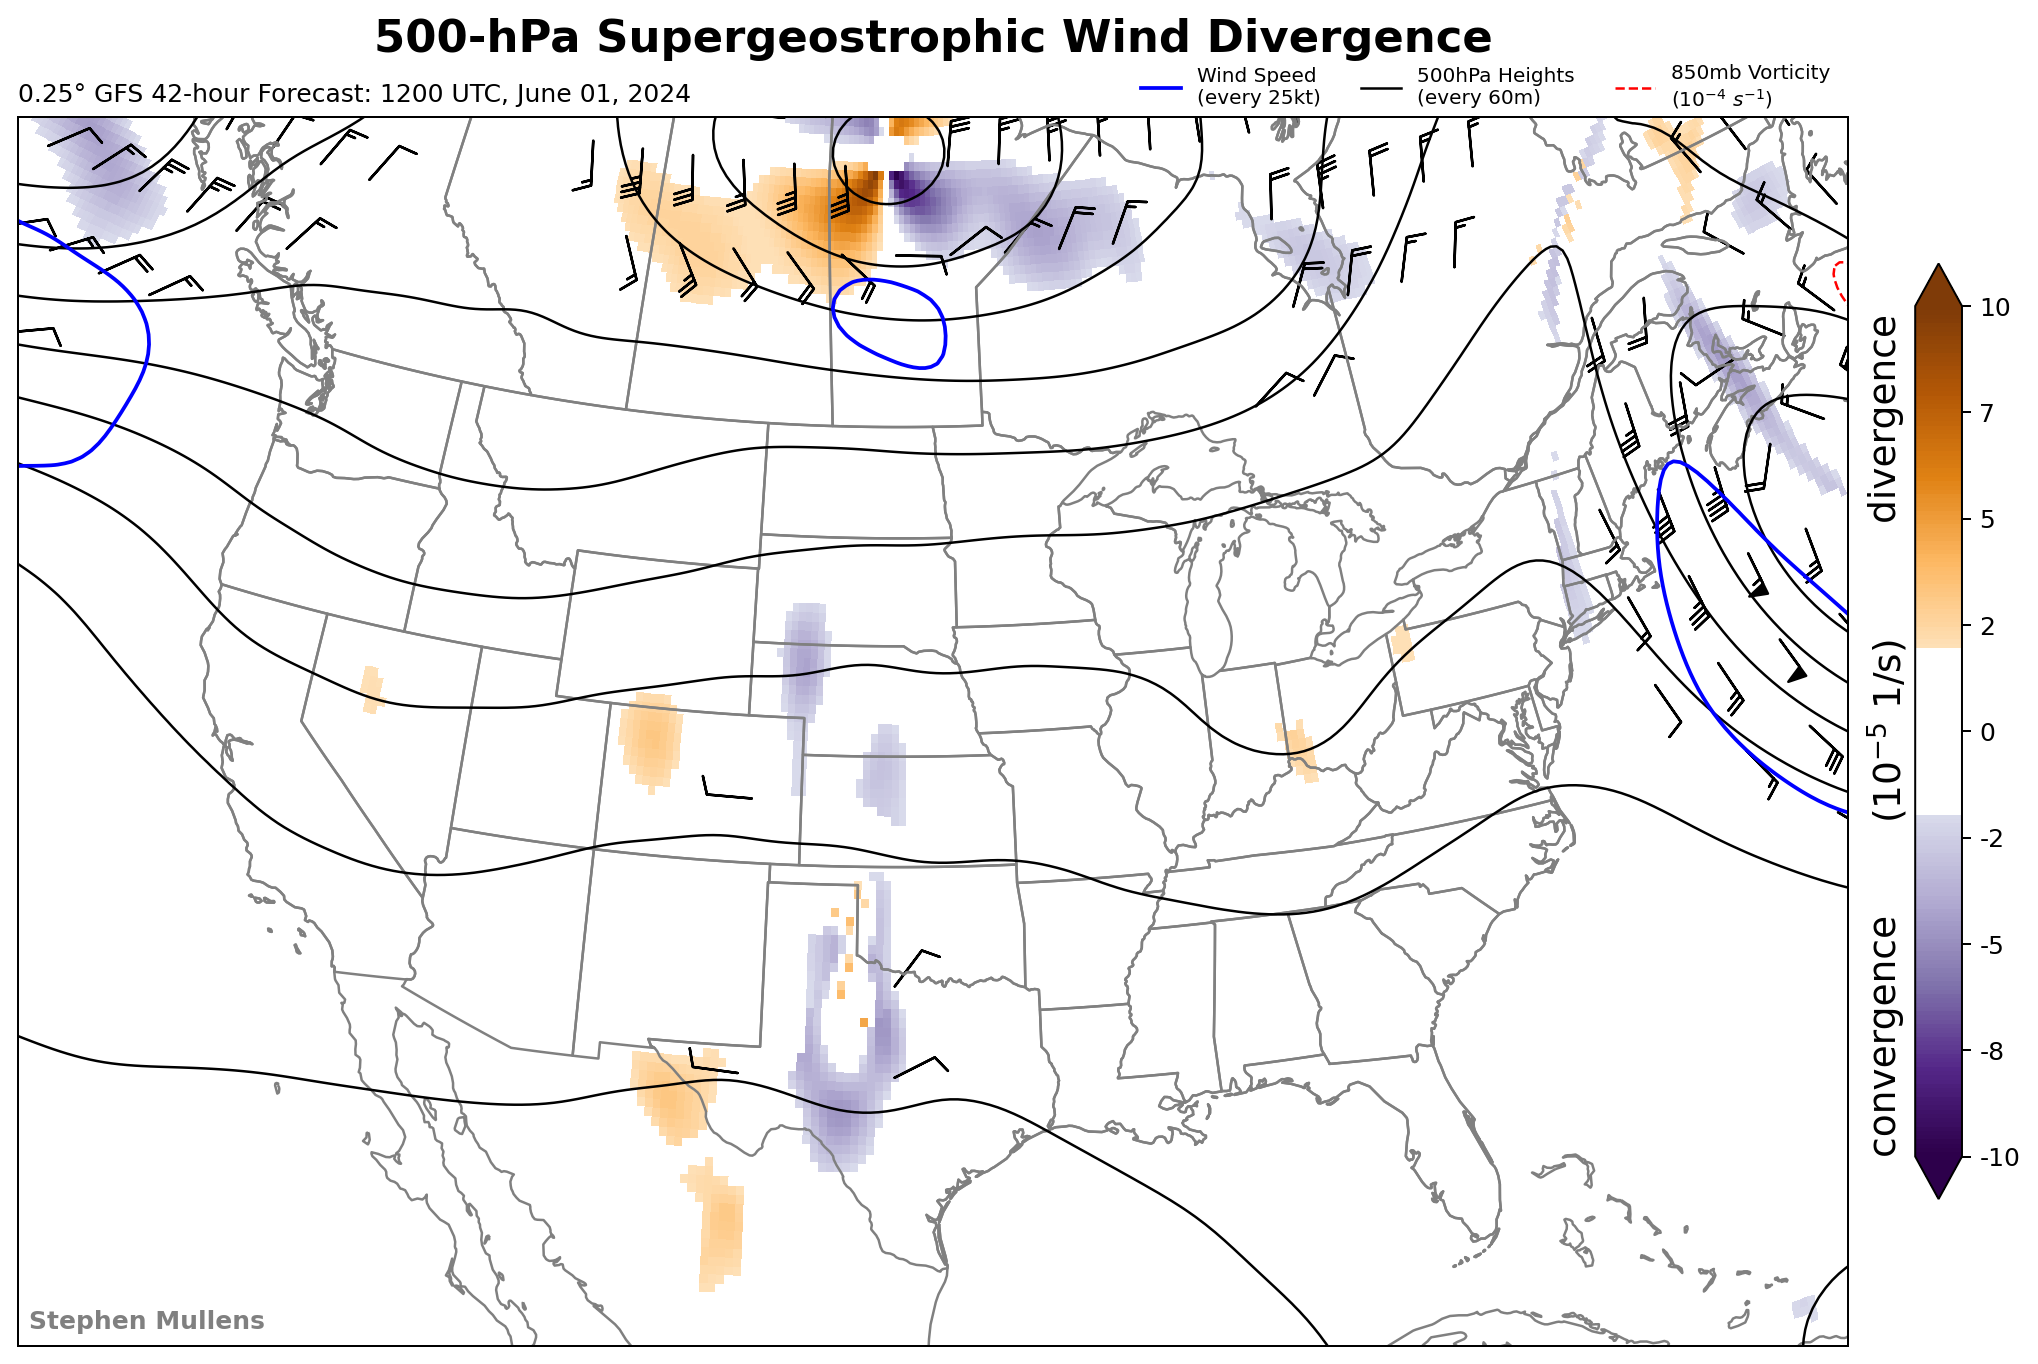 500-hPa Supergeostrophic Wind Divergence
0.25° GFS 42-hour Forecast: 1200 UTC, June 01, 2024
Wind Speed
(every 25kt)
500hPa Heights
(every 60m)
850mb Vorticity
(10⁻⁴ s⁻¹)
10
7
5
2
0
-2
-5
-8
-10
convergence (10⁻⁵ 1/s) divergence
Stephen Mullens